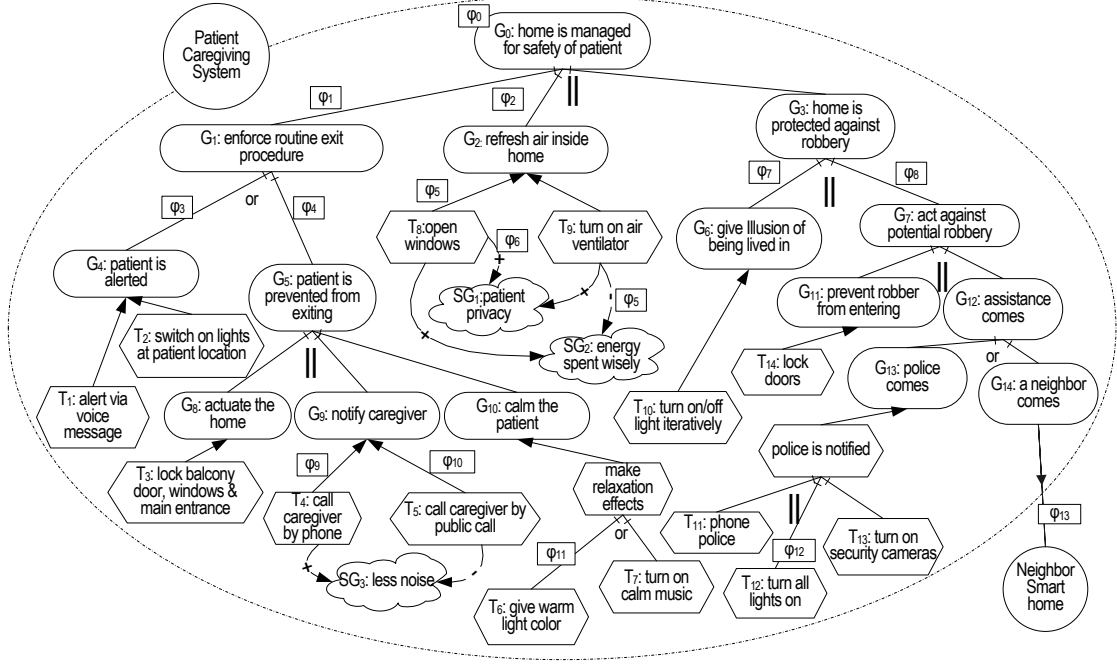 Patient
Caregiving
System
φ0
G0: home is managed
for safety of patient
φ1
φ2
||
G1: enforce routine exit
procedure
G2: refresh air inside
home
G3: home is
protected against
robbery
φ3
or
φ4
φ5
φ6
φ7
||
φ8
T8:open
windows
T9: turn on air
ventilator
G6: give Illusion of
being lived in
G7: act against
potential robbery
G4: patient is
alerted
G5: patient is
prevented from
exiting
+
SG1:patient
privacy
+
-
φ5
+
SG2: energy
spent wisely
||
G11: prevent robber
from entering
G12: assistance
comes
T2: switch on lights
at patient location
T1: alert via
voice
message
||
T14: lock
doors
or
G13: police
comes
G14: a neighbor
comes
G8: actuate the
home
G9: notify caregiver
G10: calm the
patient
T10: turn on/off
light iteratively
police is notified
T3: lock balcony
door, windows &
main entrance
φ9
φ10
T4: call
caregiver
by phone
T5: call caregiver by
public call
make
relaxation
effects
||
T11: phone
police
φ12
T13: turn on
security cameras
φ13
+
SG3: less noise
-
φ11
or
T6: give warm
light color
T7: turn on
calm music
T12: turn all
lights on
Neighbor
Smart
home